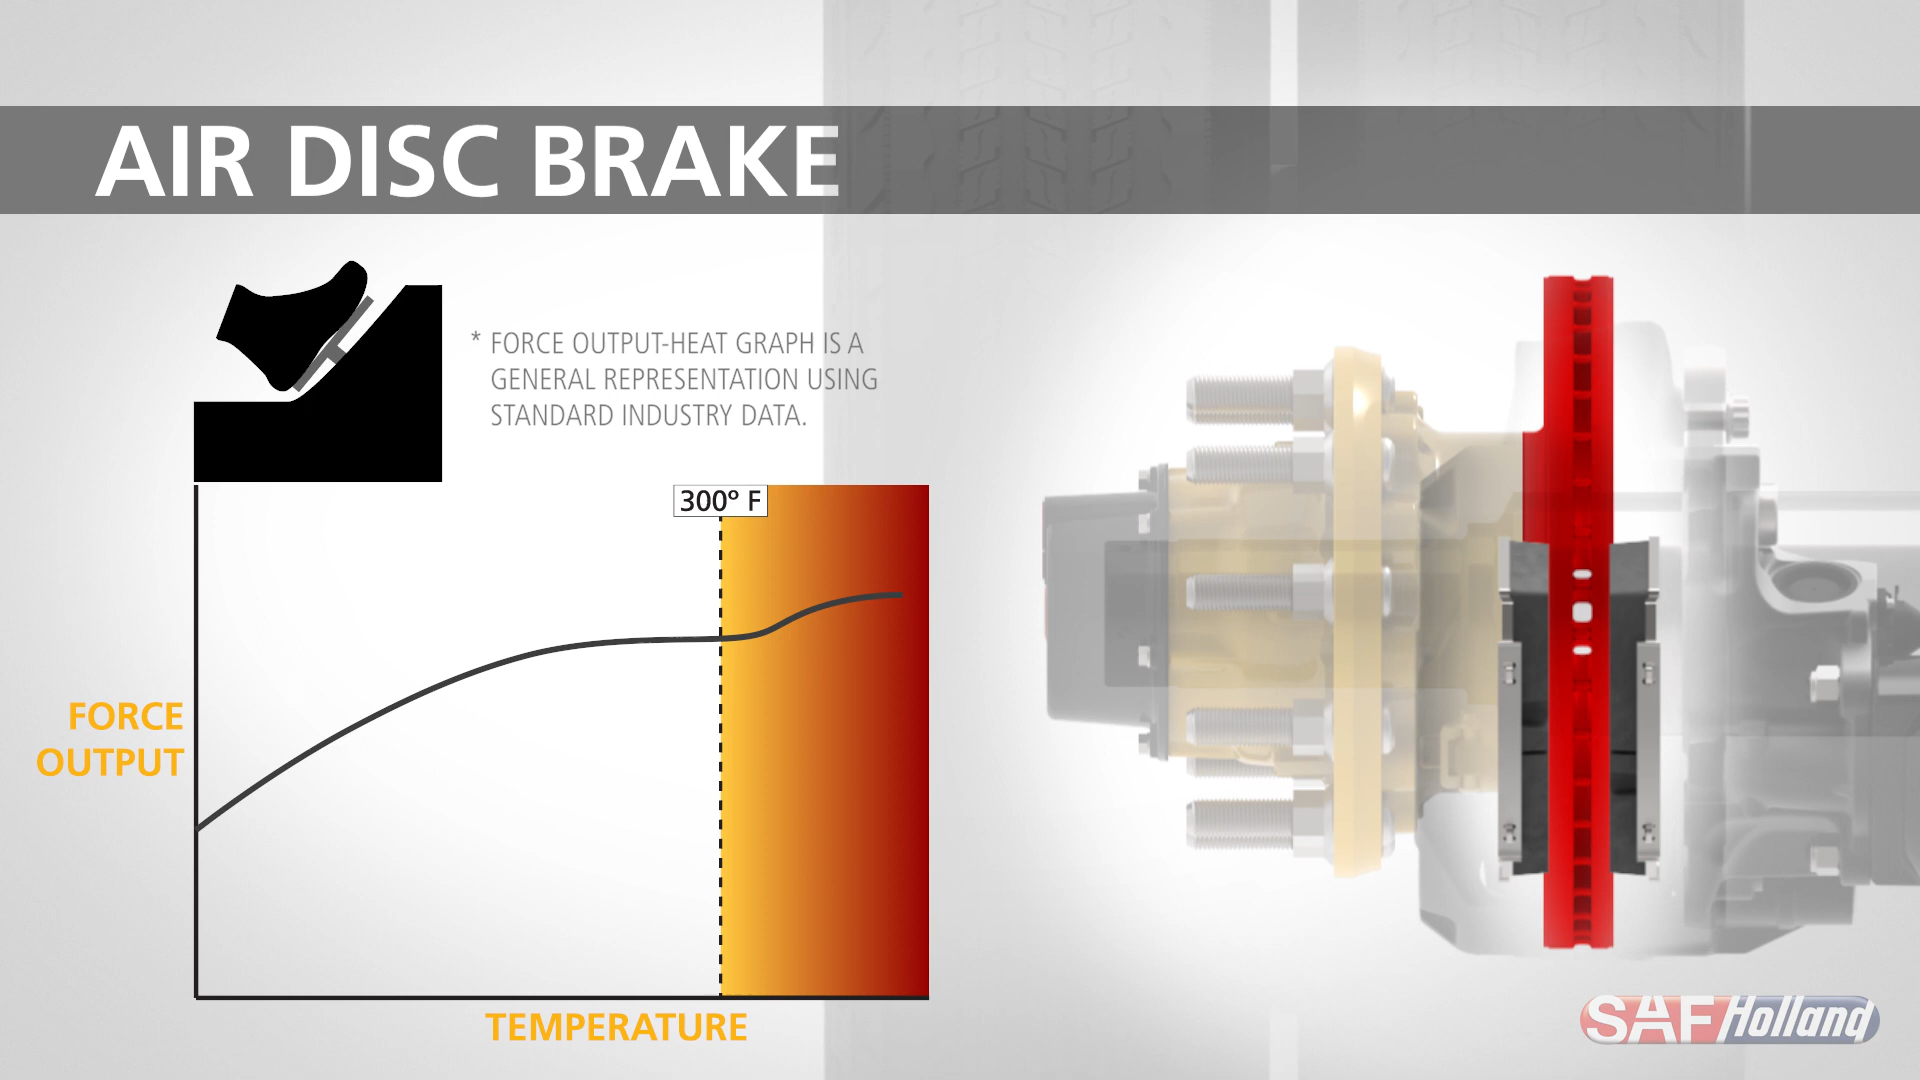 AIR DISC BRAKE
* FORCE OUTPUT-HEAT GRAPH IS A
GENERAL REPRESENTATION USING
STANDARD INDUSTRY DATA.
300º F
FORCE
OUTPUT
TEMPERATURE
SAF Holland